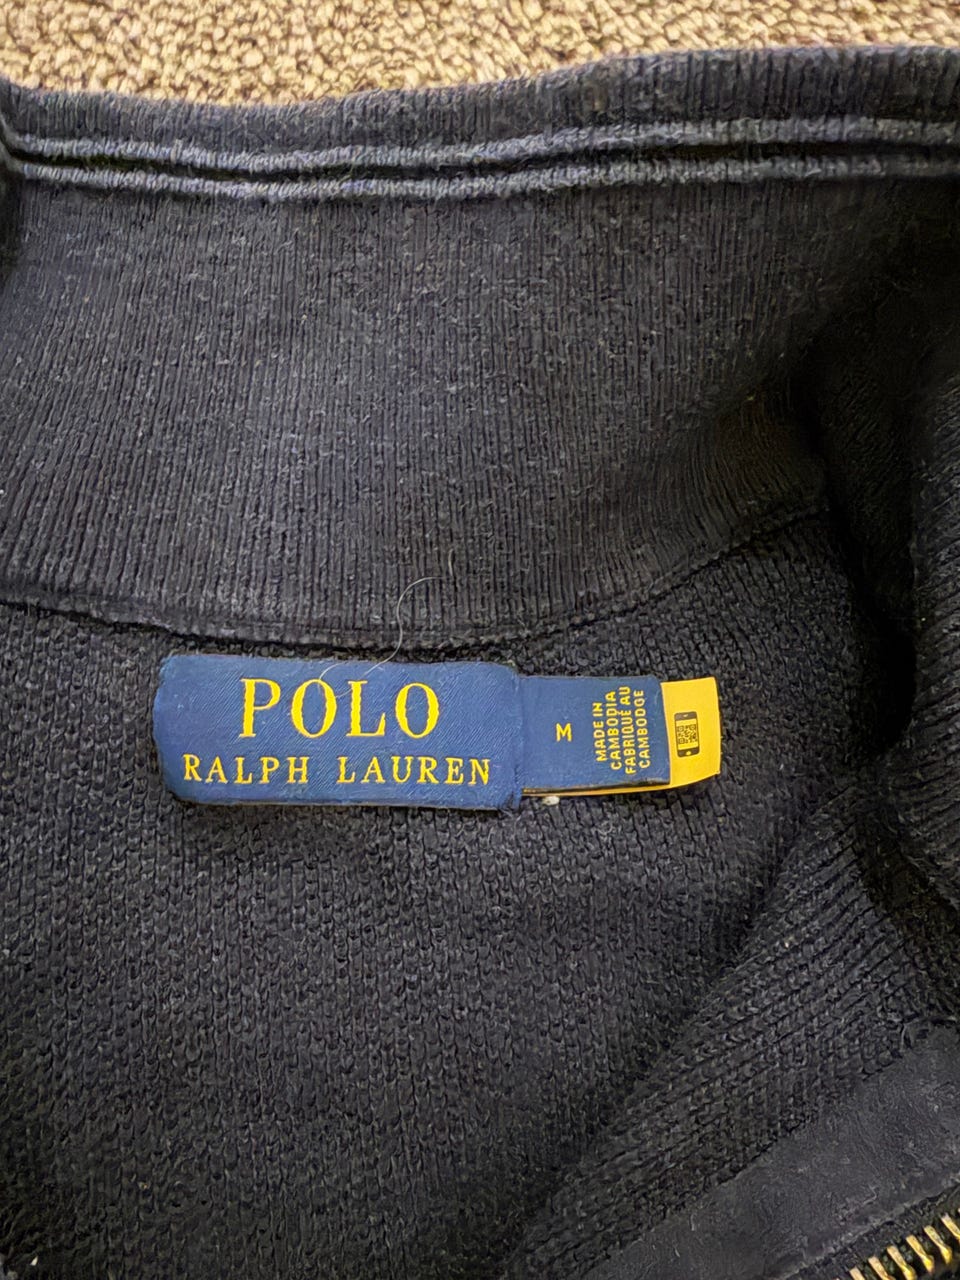 POLO
RALPH LAUREN
M
MADE IN
CAMBODIA
FABRIQUÉ AU
CAMBODGE